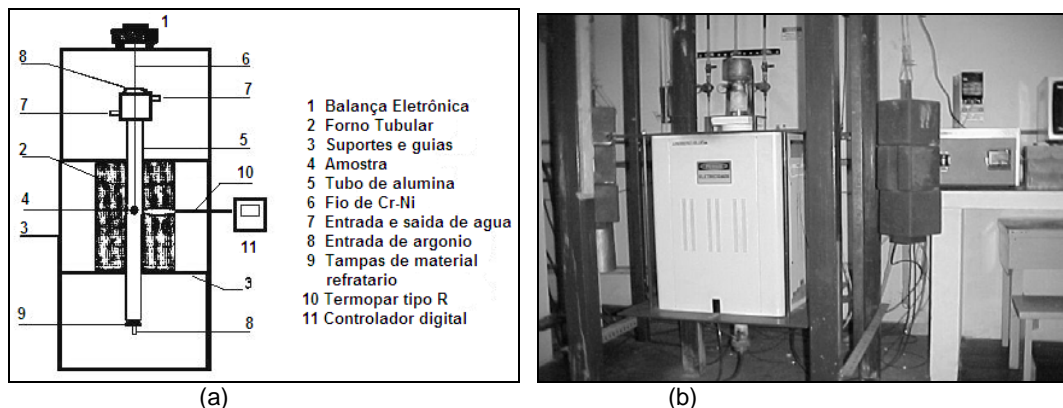 1
8
6
7
7
5
2
10
4
3
11
3
9
8
1 Balança Eletrônica
2 Forno Tubular
3 Suportes e guias
4 Amostra
5 Tubo de alumina
6 Fio de Cr-Ni
7 Entrada e saida de agua
8 Entrada de argonio
9 Tampas de material
refratario
10 Termopar tipo R
11 Controlador digital
(a)
(b)